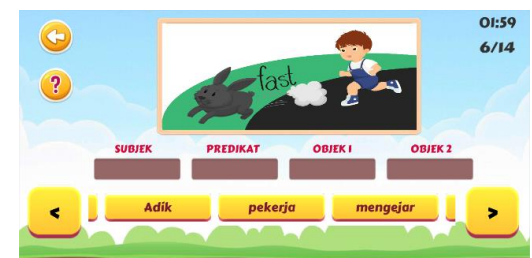 01:59
6/14
?
fast
SUBJEK PREDIKAT OBJEK 1 OBJEK 2
< Adik pekerja mengejar >